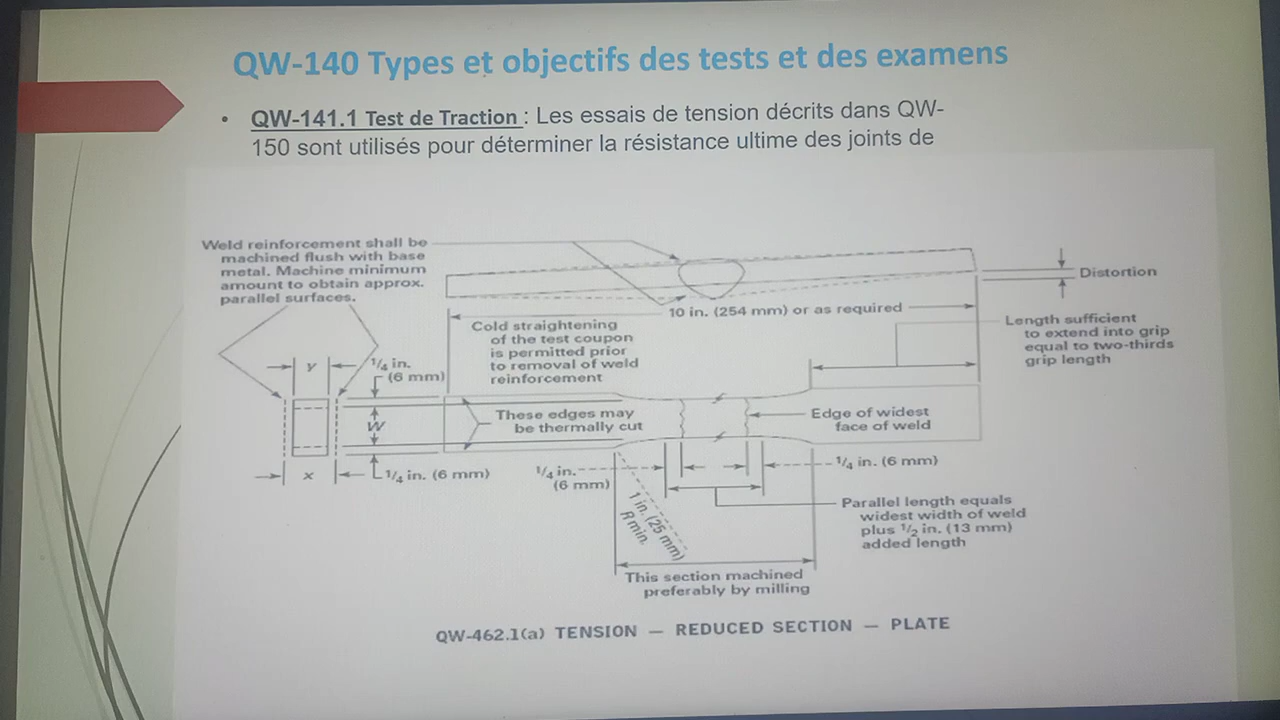 QW-140 Types et objectifs des tests et des examens
• QW-141.1 Test de Traction : Les essais de tension décrits dans QW-
150 sont utilisés pour déterminer la résistance ultime des joints de
Weld reinforcement shall be
machined flush with base
metal. Machine minimum
amount to obtain approx.
parallel surfaces.
Distortion
10 in. (254 mm) or as required
Cold straightening
of the test coupon
is permitted prior
to removal of weld
reinforcement
Length sufficient
to extend into grip
equal to two-thirds
grip length
y
1/4 in.
(6 mm)
W
These edges may
be thermally cut
Edge of widest
face of weld
x
1/4 in. (6 mm)
1/4 in.
(6 mm)
1/4 in. (6 mm)
1 in. (25 mm)
R min.
Parallel length equals
widest width of weld
plus 1/2 in. (13 mm)
added length
This section machined
preferably by milling
QW-462.1(a) TENSION — REDUCED SECTION — PLATE